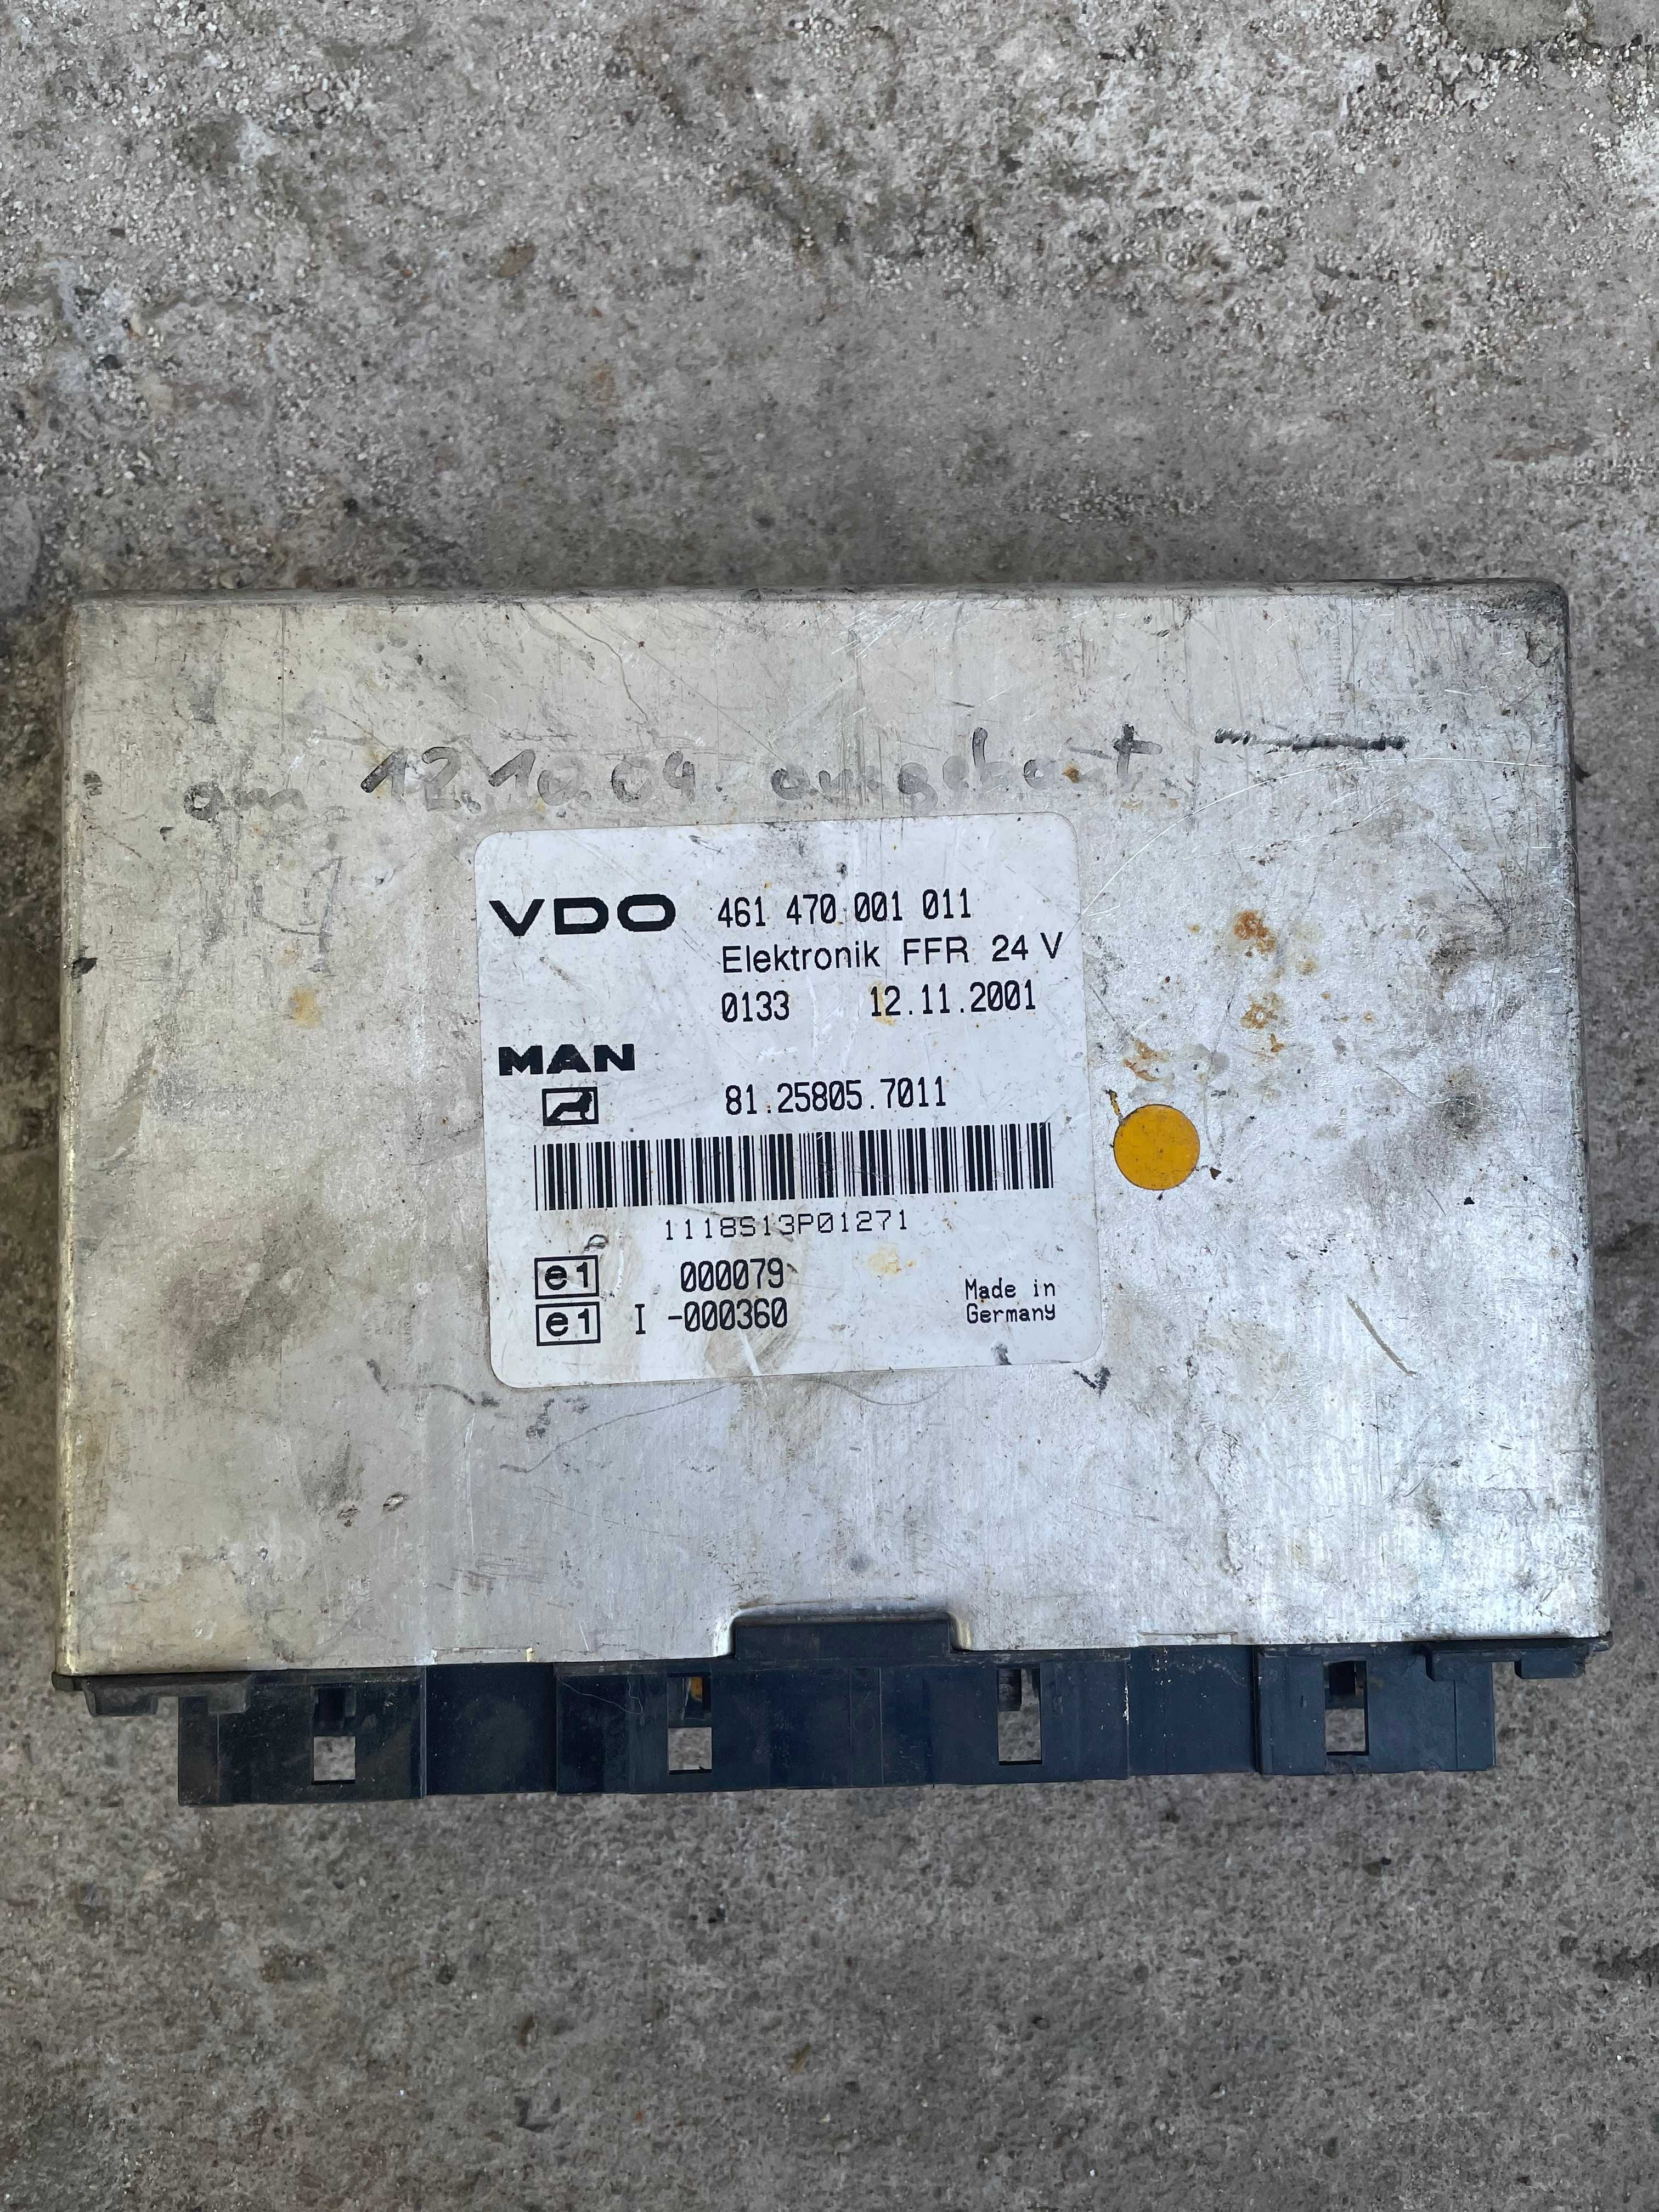 am 12.10.04 ausgebaut
VDO 461 470 001 011
Elektronik FFR 24 V
0133 12.11.2001
MAN
81.25805.7011
1118S13P01271
e1 000079
e1 I -000360
Made in
Germany